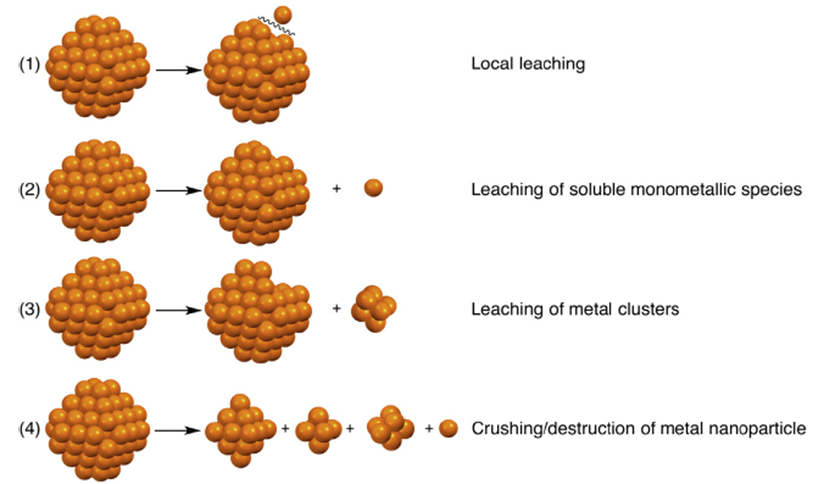 (1) Local leaching
(2) + Leaching of soluble monometallic species
(3) + Leaching of metal clusters
(4) + + + Crushing/destruction of metal nanoparticle